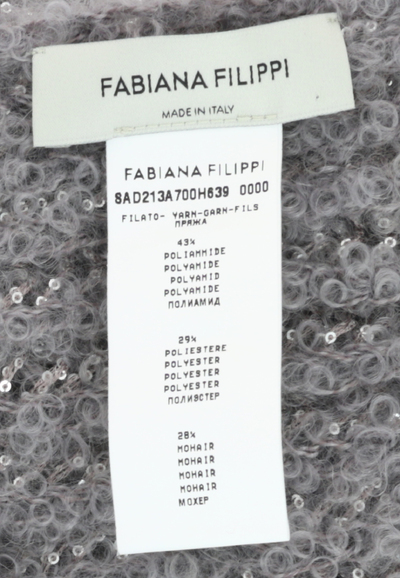 FABIANA FILIPPI
MADE IN ITALY
FABIANA FILIPPI
8AD213A700H639 0000
FILATO- YARN-GARN-FILS
ПРЯЖА
43%
POLIAMMIDE
POLYAMIDE
POLYAMID
POLYAMIDE
ПОЛИАМИД
29%
POLIESTERE
POLYESTER
POLYESTER
POLYESTER
ПОЛИЭСТЕР
28%
MOHAIR
MOHAIR
MOHAIR
MOHAIR
МОХЕР